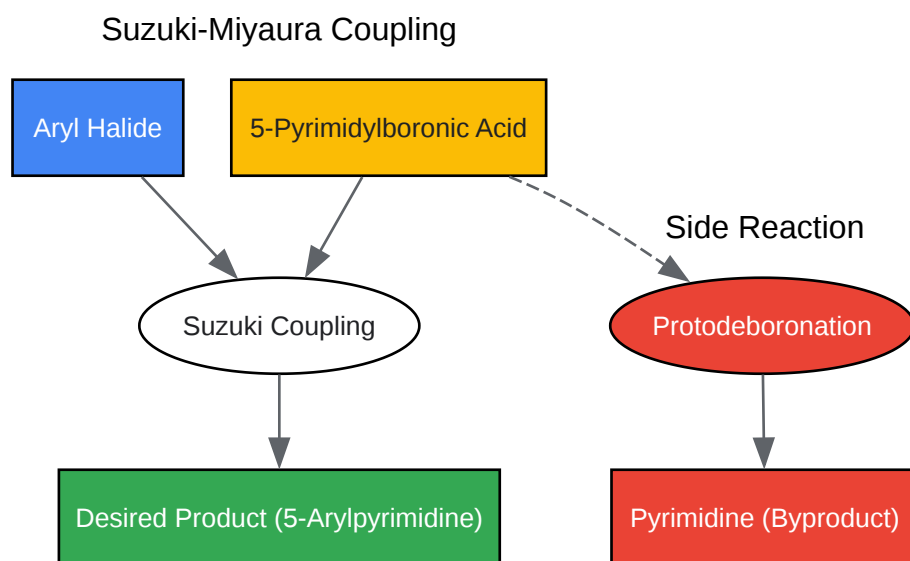 Suzuki-Miyaura Coupling
Aryl Halide
5-Pyrimidylboronic Acid
Side Reaction
Suzuki Coupling
Protodeboronation
Desired Product (5-Arylpyrimidine)
Pyrimidine (Byproduct)